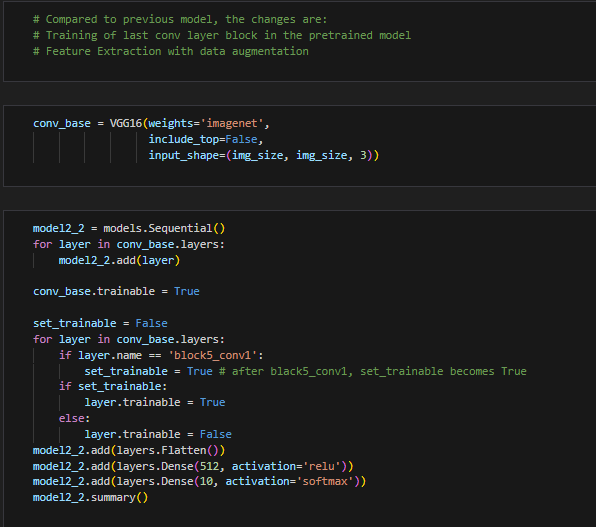 # Compared to previous model, the changes are:
# Training of last conv layer block in the pretrained model
# Feature Extraction with data augmentation
conv_base = VGG16(weights='imagenet',
                  include_top=False,
                  input_shape=(img_size, img_size, 3))
model2_2 = models.Sequential()
for layer in conv_base.layers:
    model2_2.add(layer)
conv_base.trainable = True
set_trainable = False
for layer in conv_base.layers:
    if layer.name == 'block5_conv1':
        set_trainable = True # after black5_conv1, set_trainable becomes True
    if set_trainable:
        layer.trainable = True
    else:
        layer.trainable = False
model2_2.add(layers.Flatten())
model2_2.add(layers.Dense(512, activation='relu'))
model2_2.add(layers.Dense(10, activation='softmax'))
model2_2.summary()